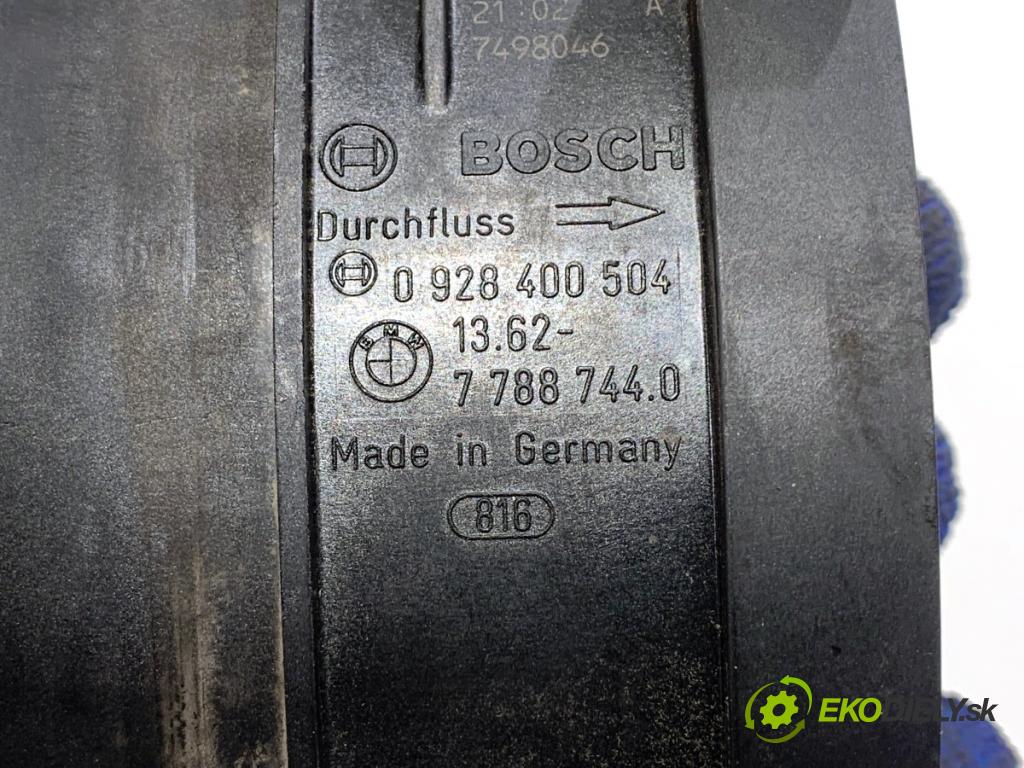 21 02 A
7498046
BOSCH
Durchfluss
0 928 400 504
BMW
13.62-
7 788 744.0
Made in Germany
816
EKODIELY.sk